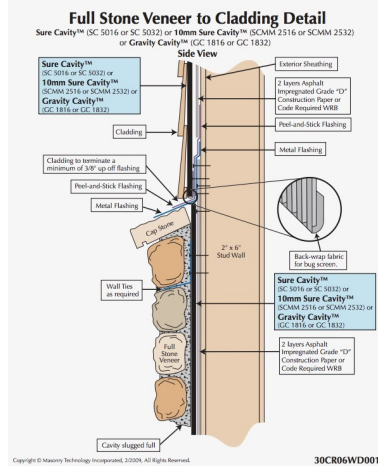 Full Stone Veneer to Cladding Detail
Sure Cavity™ (SC 5016 or SC 5032) or 10mm Sure Cavity™ (SCMM 2516 or SCMM 2532)
or Gravity Cavity™ (GC 1816 or GC 1832)
Side View
Sure Cavity™
(SC 5016 or SC 5032) or
10mm Sure Cavity™
(SCMM 2516 or SCMM 2532) or
Gravity Cavity™
(GC 1816 or GC 1832)
Cladding
Cladding to terminate a
minimum of 3/8" up off flashing
Peel-and-Stick Flashing
Metal Flashing
Cap Stone
Wall Ties
as required
Full
Stone
Veneer
Cavity slugged full
Exterior Sheathing
2 layers Asphalt
Impregnated Grade “D”
Construction Paper or
Code Required WRB
Peel-and-Stick Flashing
Metal Flashing
2" x 6"
Stud Wall
Back-wrap fabric
for bug screen.
Sure Cavity™
(SC 5016 or SC 5032) or
10mm Sure Cavity™
(SCMM 2516 or SCMM 2532) or
Gravity Cavity™
(GC 1816 or GC 1832)
2 layers Asphalt
Impregnated Grade “D”
Construction Paper or
Code Required WRB
Copyright © Masonry Technology Incorporated, 2/2009, All Rights Reserved.
30CR06WD001